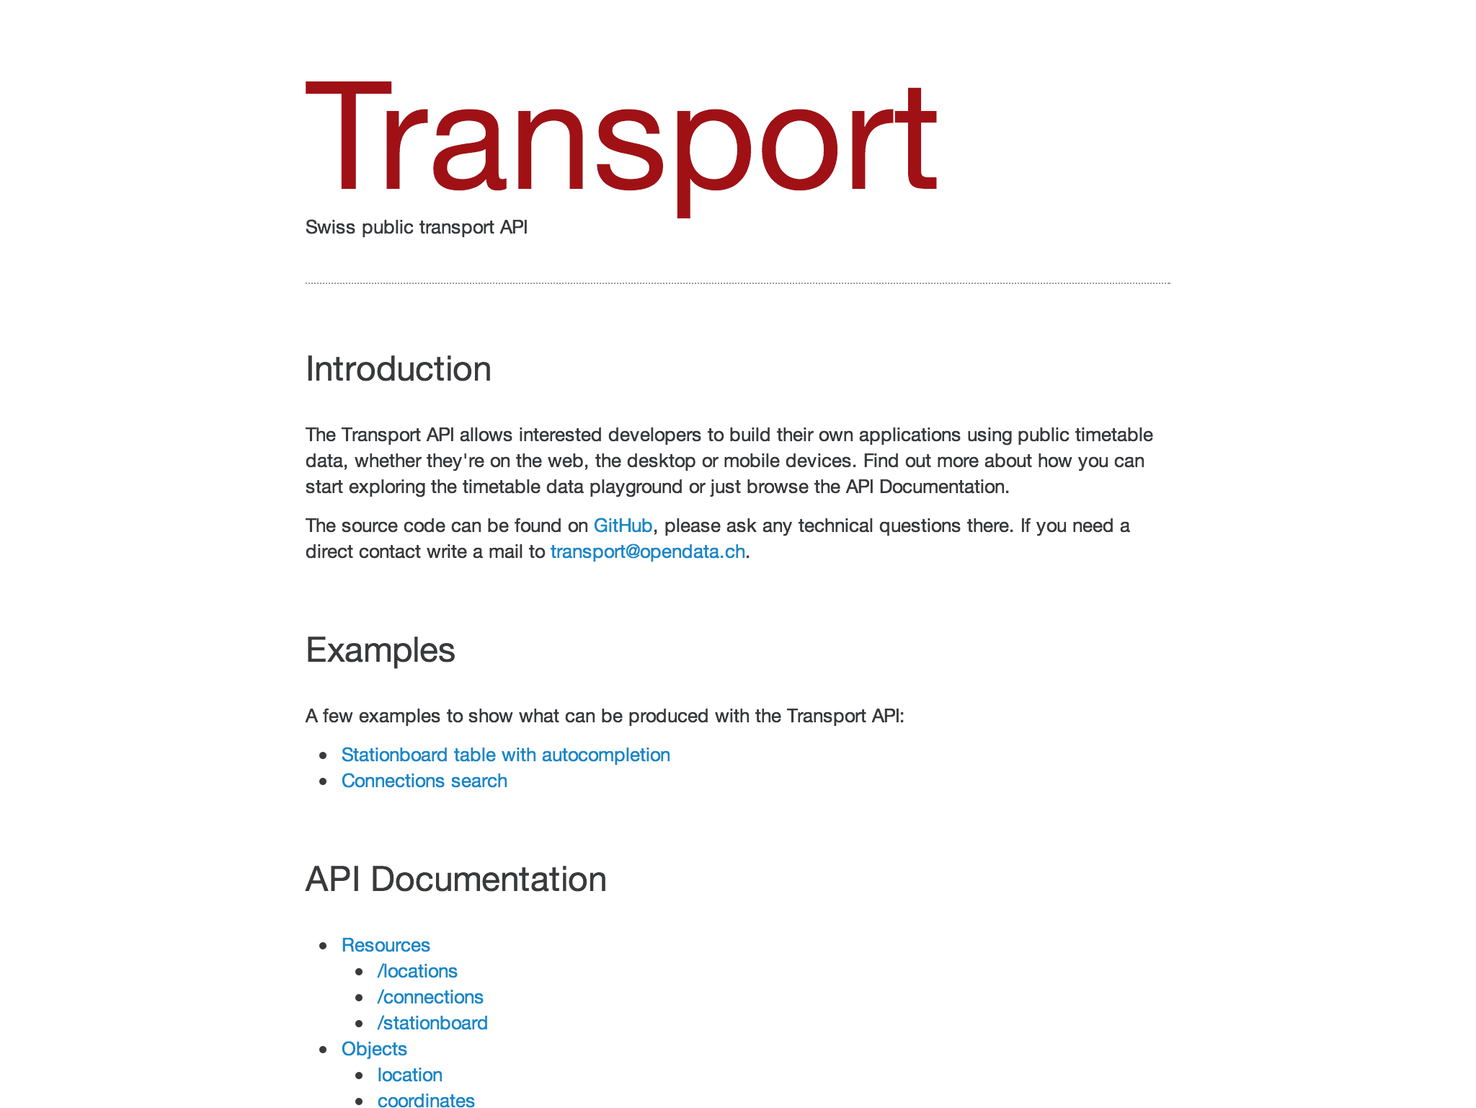 Transport
Swiss public transport API
Introduction
The Transport API allows interested developers to build their own applications using public timetable
data, whether they're on the web, the desktop or mobile devices. Find out more about how you can
start exploring the timetable data playground or just browse the API Documentation.
The source code can be found on GitHub, please ask any technical questions there. If you need a
direct contact write a mail to transport@opendata.ch.
Examples
A few examples to show what can be produced with the Transport API:
• Stationboard table with autocompletion
• Connections search
API Documentation
• Resources
• /locations
• /connections
• /stationboard
• Objects
• location
• coordinates